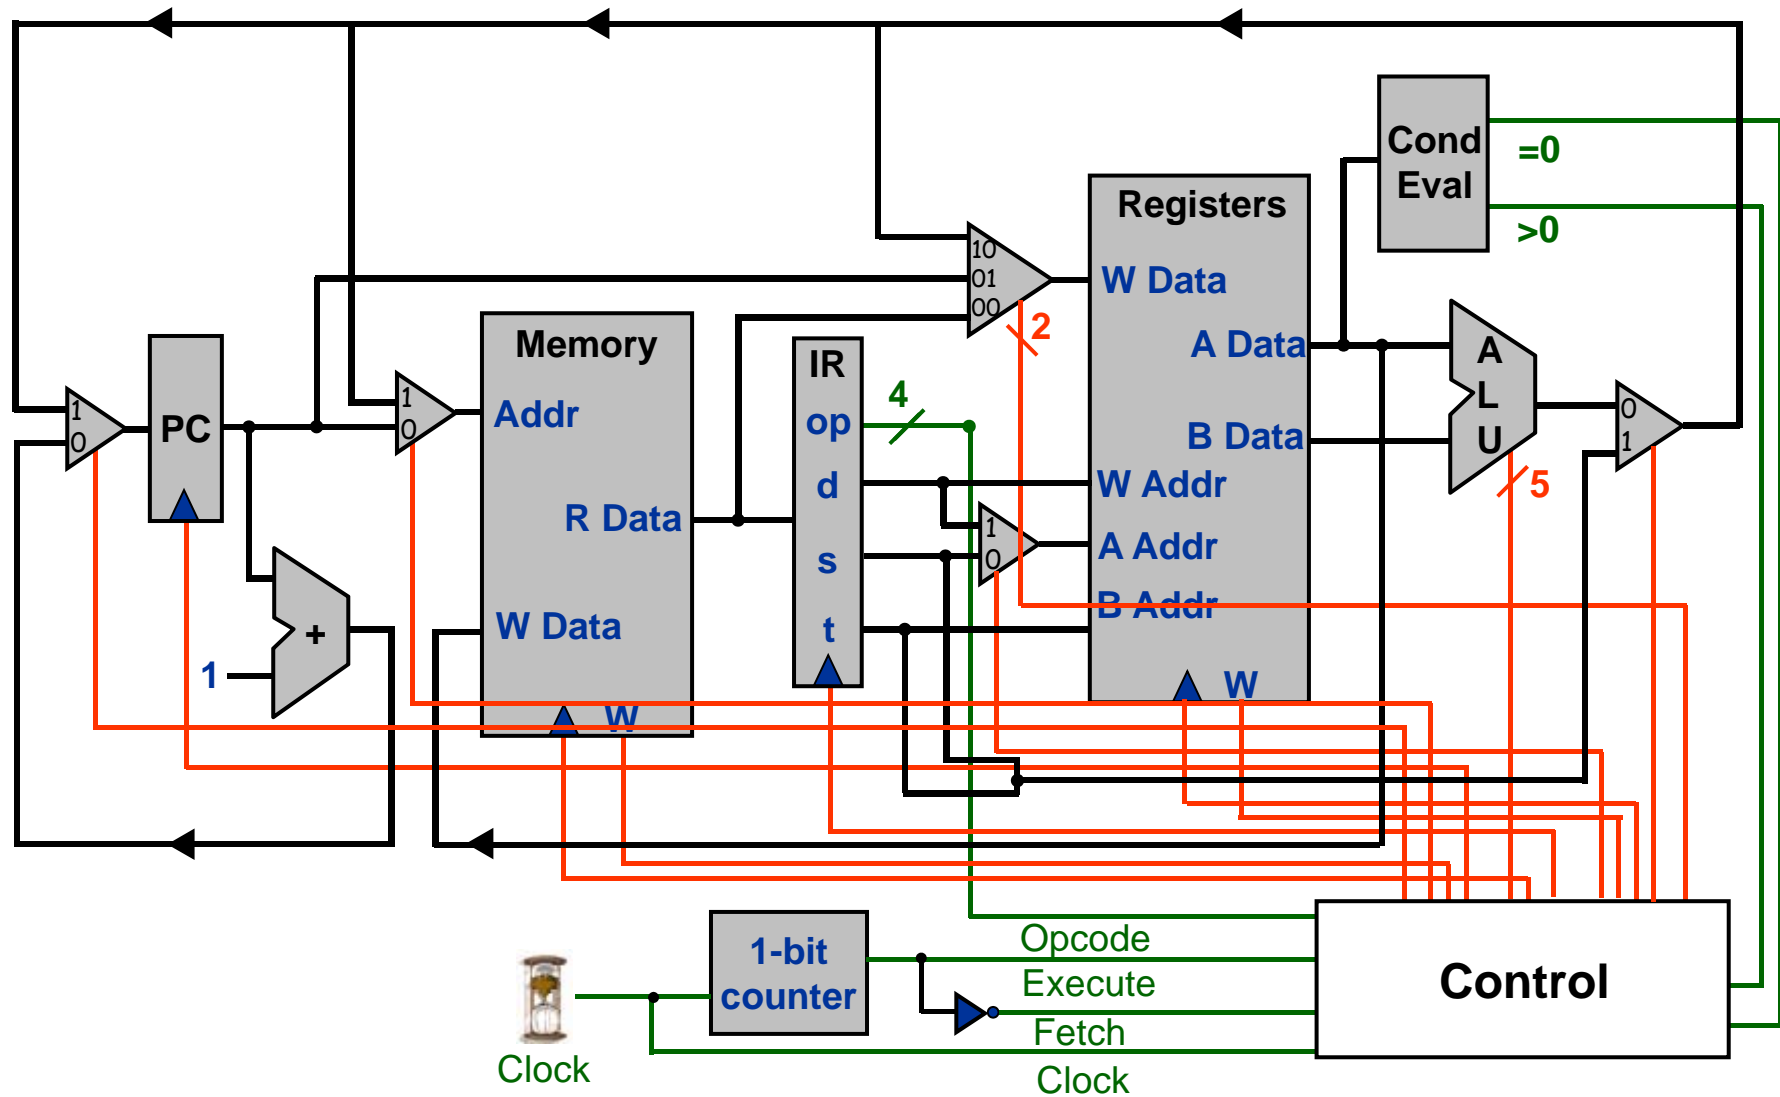 Cond
Eval
=0
>0
Registers
10
01
00
W Data
2
A Data
B Data
W Addr
A Addr
B Addr
W
A
L
U
5
0
1
Memory
Addr
R Data
W Data
W
IR
op
d
s
t
4
1
0
1
0
PC
1
0
+
1
1-bit
counter
Opcode
Execute
Fetch
Clock
Clock
Control